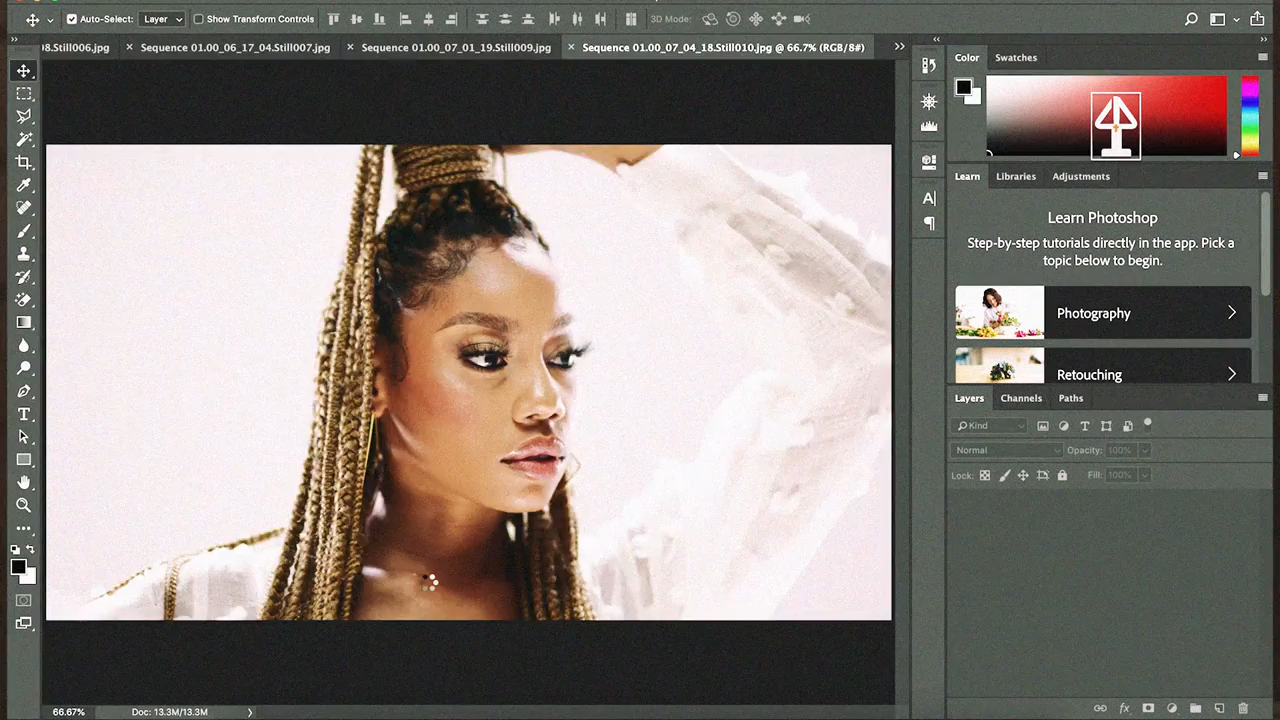 Auto-Select: Layer Show Transform Controls 3D Mode:
08.Still006.jpg Sequence 01.00_06_17_04.Still007.jpg Sequence 01.00_07_01_19.Still009.jpg Sequence 01.00_07_04_18.Still010.jpg @ 66.7% (RGB/8#)
Color Swatches
Learn Libraries Adjustments
Learn Photoshop
Step-by-step tutorials directly in the app. Pick a
topic below to begin.
Photography
Retouching
Layers Channels Paths
Kind
Normal Opacity: 100%
Lock: Fill: 100%
66.67% Doc: 13.3M/13.3M